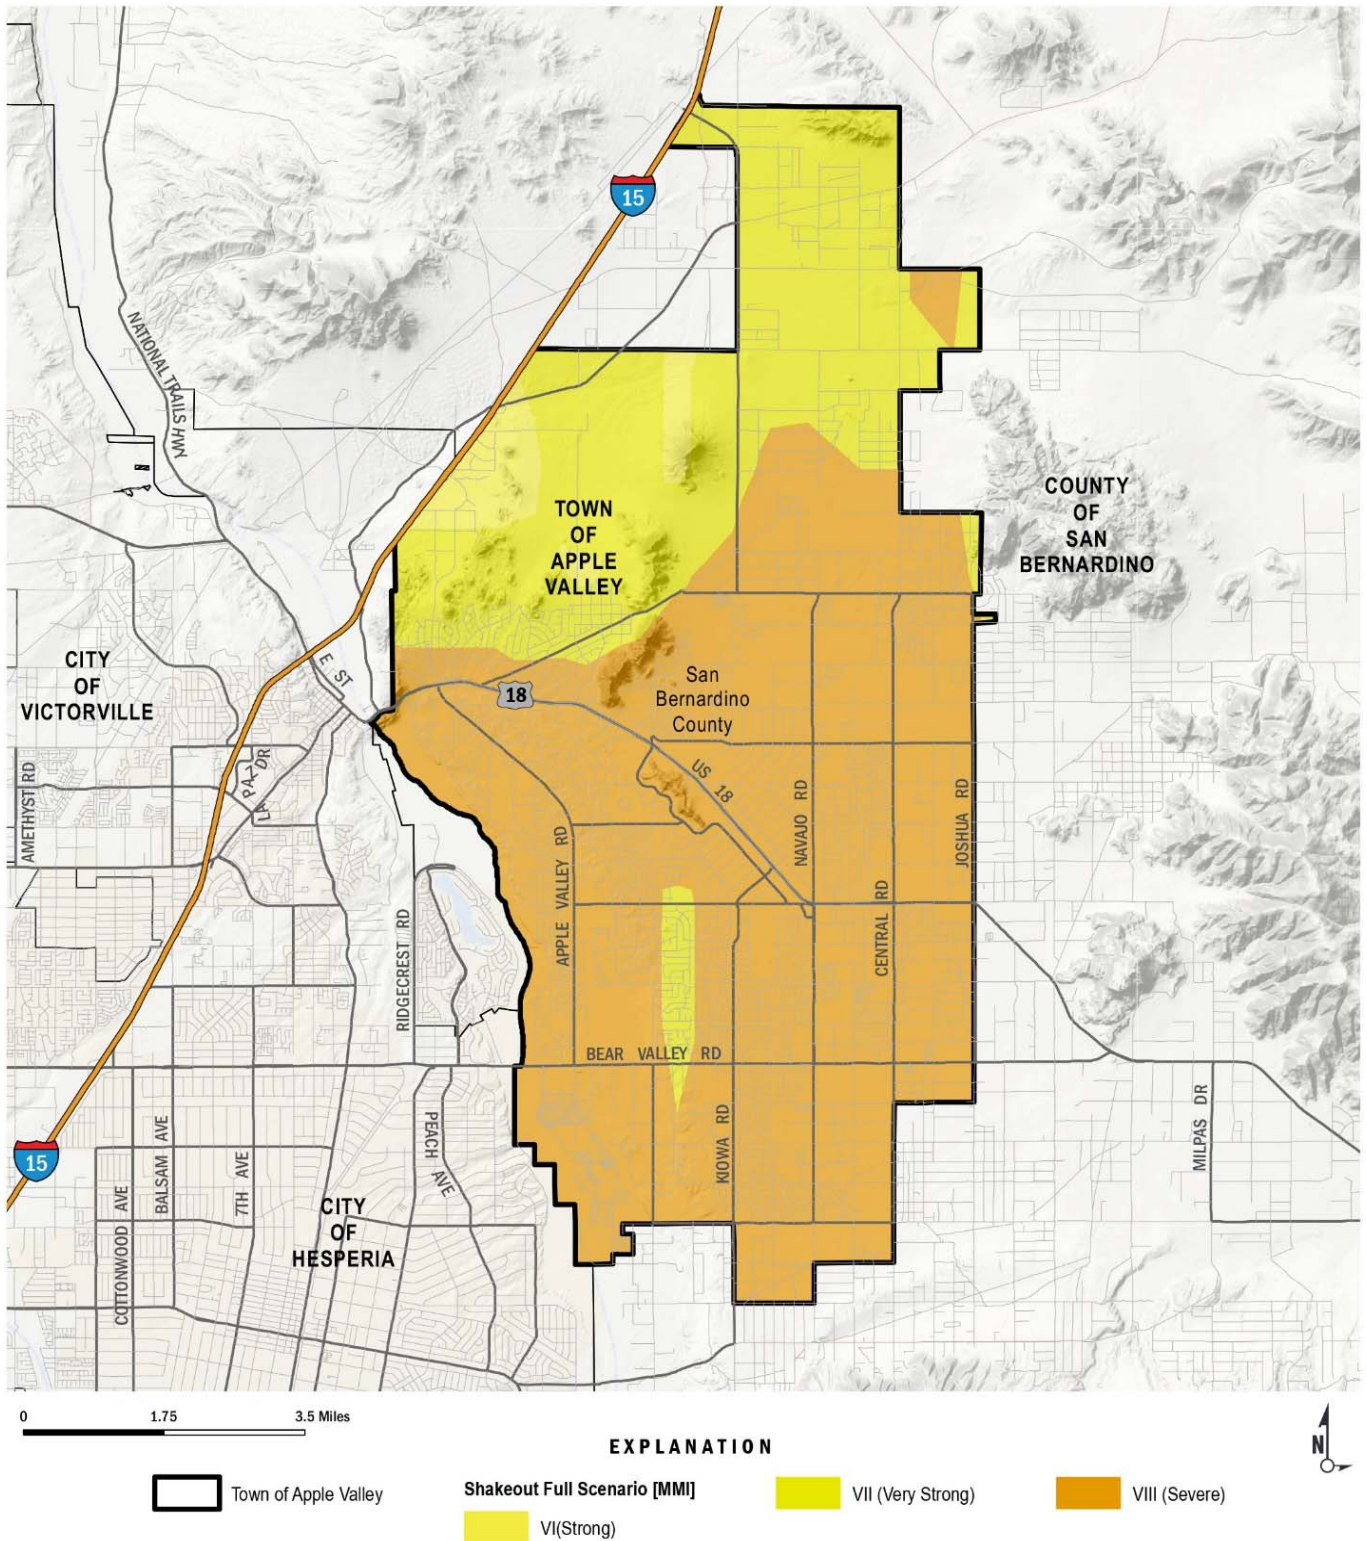 15
NATIONAL TRAILS HWY
COUNTY
OF
SAN
BERNARDINO
TOWN
OF
APPLE
VALLEY
CITY
OF
VICTORVILLE
E ST
18
San
Bernardino
County
US 18
LA PAZ DR
AMETHYST RD
NAVAJO RD
JOSHUA RD
APPLE VALLEY RD
CENTRAL RD
RIDGECREST RD
BEAR VALLEY RD
KIOWA RD
MILPAS DR
PEACH AVE
BALSAM AVE
7TH AVE
COTTONWOOD AVE
15
CITY
OF
HESPERIA
0 1.75 3.5 Miles
N
EXPLANATION
Town of Apple Valley
Shakeout Full Scenario [MMI]
VI(Strong)
VII (Very Strong)
VIII (Severe)